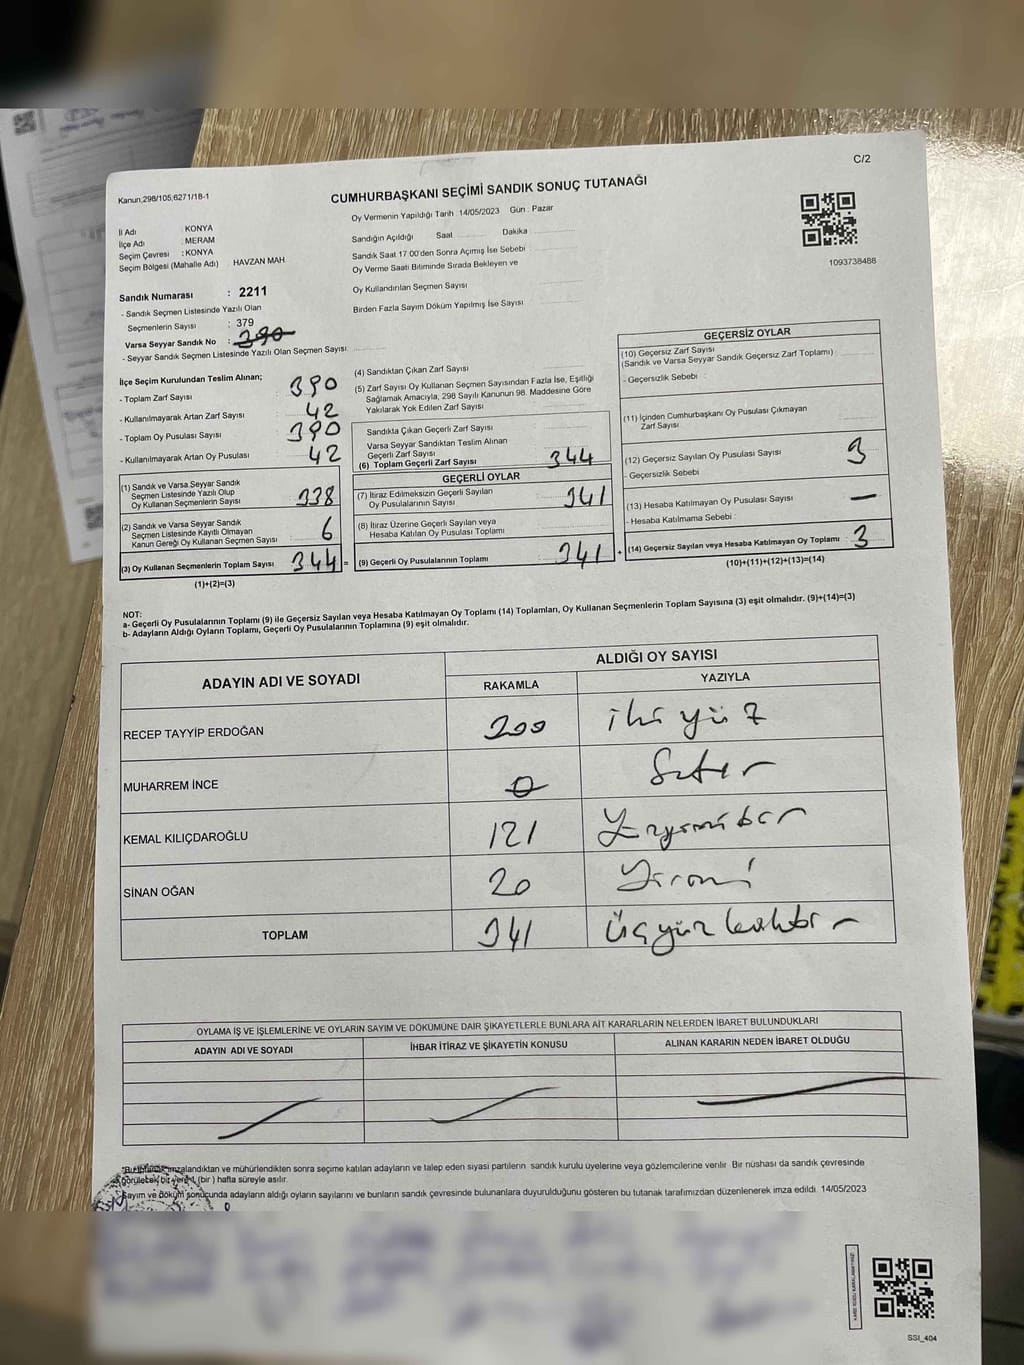 C/2
Kanun;298/105;6271/18-1
CUMHURBAŞKANI SEÇİMİ SANDIK SONUÇ TUTANAĞI
Oy Vermenin Yapıldığı Tarih :14/05/2023 Gün : Pazar
İl Adı : KONYA
İlçe Adı : MERAM
Seçim Çevresi : KONYA
Seçim Bölgesi (Mahalle Adı) : HAVZAN MAH.
Sandığın Açıldığı Saat Dakika
Sandık Saat 17:00'den Sonra Açımış İse Sebebi
Oy Verme Saati Bitiminde Sırada Bekleyen ve
Oy Kullandırılan Seçmen Sayısı
Birden Fazla Sayım Döküm Yapılmış İse Sayısı
1093738488
Sandık Numarası : 2211
- Sandık Seçmen Listesinde Yazılı Olan
Seçmenlerin Sayısı : 379
Varsa Seyyar Sandık No : 390
- Seyyar Sandık Seçmen Listesinde Yazılı Olan Seçmen Sayısı:
İlçe Seçim Kurulundan Teslim Alınan;
- Toplam Zarf Sayısı 390
- Kullanılmayarak Artan Zarf Sayısı 42
- Toplam Oy Pusulası Sayısı 390
- Kullanılmayarak Artan Oy Pusulası 42
(1) Sandık ve Varsa Seyyar Sandık
Seçmen Listesinde Yazılı Olup
Oy Kullanan Seçmenlerin Sayısı 338
(2) Sandık ve Varsa Seyyar Sandık
Seçmen Listesinde Kayıtlı Olmayan
Kanun Gereği Oy Kullanan Seçmen Sayısı 6
(3) Oy Kullanan Seçmenlerin Toplam Sayısı 344 =
(1)+(2)=(3)
(4) Sandıktan Çıkan Zarf Sayısı
(5) Zarf Sayısı Oy Kullanan Seçmen Sayısından Fazla İse, Eşitliği
Sağlamak Amacıyla, 298 Sayılı Kanunun 98. Maddesine Göre
Yakılarak Yok Edilen Zarf Sayısı
Sandıkta Çıkan Geçerli Zarf Sayısı
Varsa Seyyar Sandıktan Teslim Alınan
Geçerli Zarf Sayısı
(6) Toplam Geçerli Zarf Sayısı 344
GEÇERLİ OYLAR
(7) İtiraz Edilmeksizin Geçerli Sayılan
Oy Pusulalarının Sayısı 341
(8) İtiraz Üzerine Geçerli Sayılan veya
Hesaba Katılan Oy Pusulası Toplamı
(9) Geçerli Oy Pusulalarının Toplamı 341 +
GEÇERSİZ OYLAR
(10) Geçersiz Zarf Sayısı
(Sandık ve Varsa Seyyar Sandık Geçersiz Zarf Toplamı)
- Geçersizlik Sebebi :
(11) İçinden Cumhurbaşkanı Oy Pusulası Çıkmayan
Zarf Sayısı
(12) Geçersiz Sayılan Oy Pusulası Sayısı 3
- Geçersizlik Sebebi
(13) Hesaba Katılmayan Oy Pusulası Sayısı —
- Hesaba Katılmama Sebebi :
(14) Geçersiz Sayılan veya Hesaba Katılmayan Oy Toplamı 3
(10)+(11)+(12)+(13)=(14)
NOT:
a- Geçerli Oy Pusulalarının Toplamı (9) ile Geçersiz Sayılan veya Hesaba Katılmayan Oy Toplamı (14) Toplamları, Oy Kullanan Seçmenlerin Toplam Sayısına (3) eşit olmalıdır. (9)+(14)=(3)
b- Adayların Aldığı Oyların Toplamı, Geçerli Oy Pusulalarının Toplamına (9) eşit olmalıdır.
ADAYIN ADI VE SOYADI ALDIĞI OY SAYISI
RAKAMLA YAZIYLA
RECEP TAYYİP ERDOĞAN 200 iki yüz
MUHARREM İNCE 0 Sıfır
KEMAL KILIÇDAROĞLU 121 Yüzyirmibir
SİNAN OĞAN 20 Yirmi
TOPLAM 341 Üçyüz kırkbir
OYLAMA İŞ VE İŞLEMLERİNE VE OYLARIN SAYIM VE DÖKÜMÜNE DAİR ŞİKAYETLERLE BUNLARA AİT KARARLARIN NELERDEN İBARET BULUNDUKLARI
ADAYIN ADI VE SOYADI İHBAR İTİRAZ VE ŞİKAYETİN KONUSU ALINAN KARARIN NEDEN İBARET OLDUĞU
*Bu tutanak imzalandıktan ve mühürlendikten sonra seçime katılan adayların ve talep eden siyasi partilerin sandık kurulu üyelerine veya gözlemcilerine verilir. Bir nüshası da sandık çevresinde
görülebilecek bir yere 1 (bir) hafta süreyle asılır.
Sayım ve döküm sonucunda adayların aldığı oyların sayılarını ve bunların sandık çevresinde bulunanlara duyurulduğunu gösteren bu tutanak tarafımızdan düzenlenerek imza edildi. 14/05/2023
SSI_404